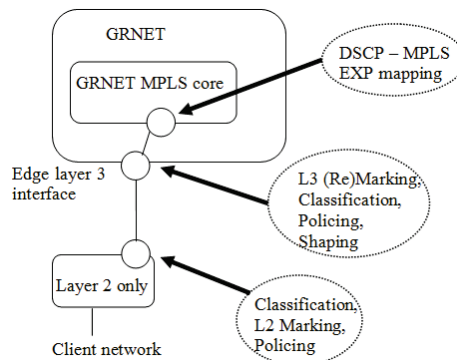 GRNET
GRNET MPLS core
DSCP – MPLS
EXP mapping
Edge layer 3
interface
L3 (Re)Marking,
Classification,
Policing,
Shaping
Layer 2 only
Classification,
L2 Marking,
Policing
Client network